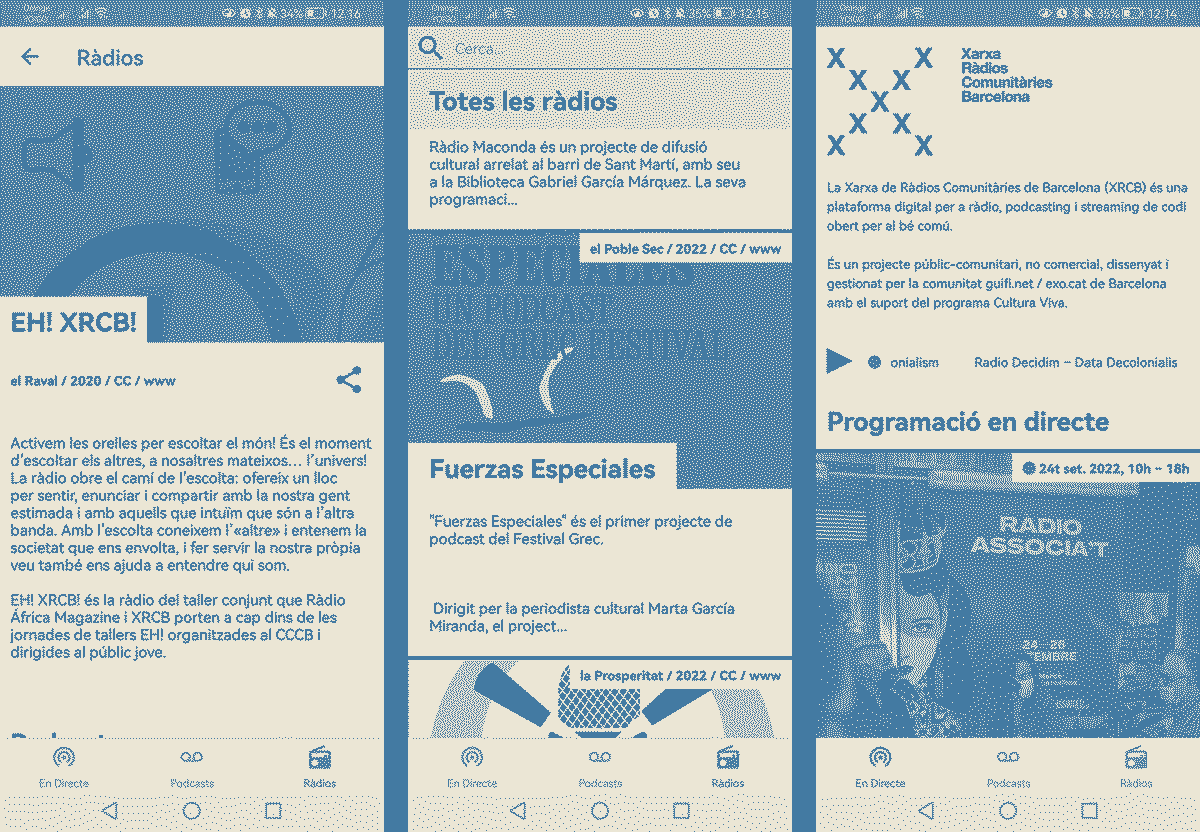 34% 12:16
Ràdios
EH! XRCB!
el Raval / 2020 / CC / www
Activem les orelles per escoltar el món! És el moment
d'escoltar els altres, a nosaltres mateixos... l'univers!
La ràdio obre el camí de l'escolta: ofereix un lloc
per sentir, enunciar i compartir amb la nostra gent
estimada i amb aquells que intuïm que són a l'altra
banda. Amb l'escolta coneixem l'«altre» i entenem la
societat que ens envolta, i fer servir la nostra pròpia
veu també ens ajuda a entendre qui som.
EH! XRCB! és la ràdio del taller conjunt que Ràdio
África Magazine i XRCB porten a cap dins de les
jornades de tallers EH! organitzades al CCCB i
dirigides al públic jove.
En Directe
Podcasts
Ràdios
35% 12:15
Cerca...
Totes les ràdios
Ràdio Maconda és un projecte de difusió
cultural arrelat al barri de Sant Martí, amb seu
a la Biblioteca Gabriel García Márquez. La seva
programaci...
el Poble Sec / 2022 / CC / www
ESPECIALES
UN PODCAST
DEL GREC FESTIVAL
Fuerzas Especiales
"Fuerzas Especiales" és el primer projecte de
podcast del Festival Grec.
Dirigit per la periodista cultural Marta García
Miranda, el project...
la Prosperitat / 2022 / CC / www
En Directe
Podcasts
Ràdios
35% 12:14
X X
X X
X
X X
X X
Xarxa
Ràdios
Comunitàries
Barcelona
La Xarxa de Ràdios Comunitàries de Barcelona (XRCB) és una
plataforma digital per a ràdio, podcasting i streaming de codi
obert per al bé comú.
És un projecte públic-comunitari, no comercial, dissenyat i
gestionat per la comunitat guifi.net / exo.cat de Barcelona
amb el suport del programa Cultura Viva.
onialism Radio Decidim – Data Decolonialis
Programació en directe
24t set. 2022, 10h - 18h
RADIO
ASSOCIA'T
En Directe
Podcasts
Ràdios